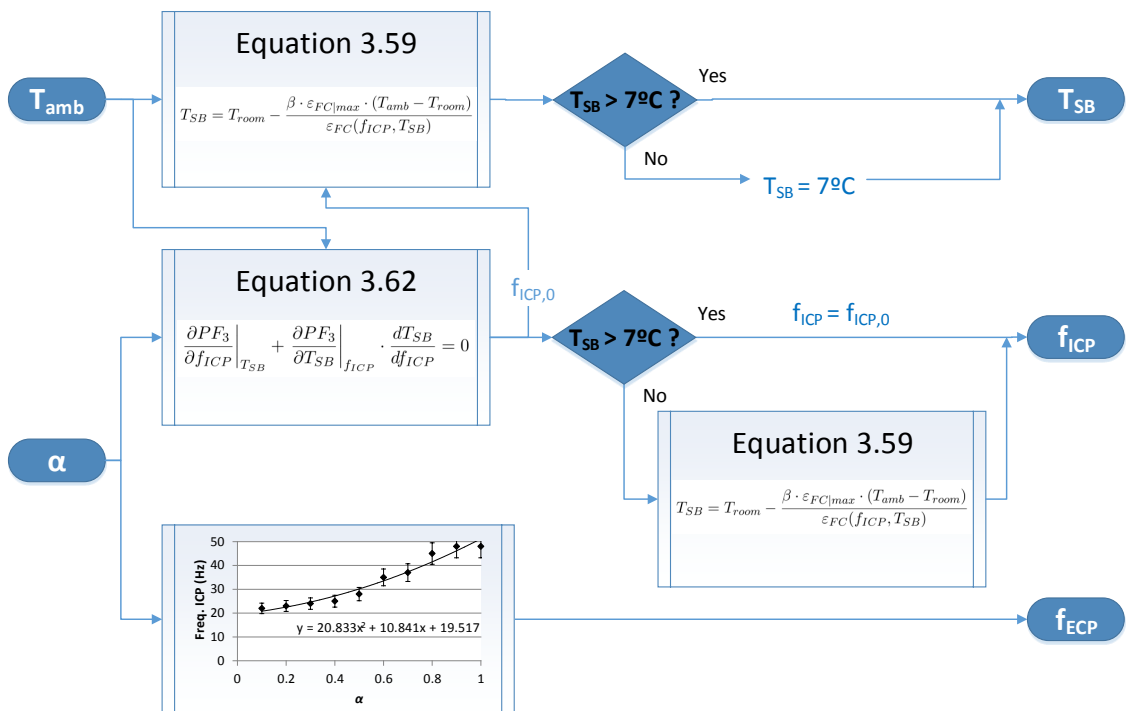 Equation 3.59
T_amb
T_SB = T_room - β · ε_FC|max · (T_amb − T_room) / ε_FC(f_ICP, T_SB)
T_SB > 7ºC ?
Yes
T_SB
No
T_SB = 7ºC
Equation 3.62
∂PF_3/∂f_ICP|_T_SB + ∂PF_3/∂T_SB|_f_ICP · dT_SB/df_ICP = 0
f_ICP,0
T_SB > 7ºC ?
Yes
f_ICP = f_ICP,0
f_ICP
No
α
Equation 3.59
T_SB = T_room - β · ε_FC|max · (T_amb − T_room) / ε_FC(f_ICP, T_SB)
Freq. ICP (Hz)
50
40
30
20
10
0
y = 20.833x² + 10.841x + 19.517
0 0.2 0.4 0.6 0.8 1
α
f_ECP